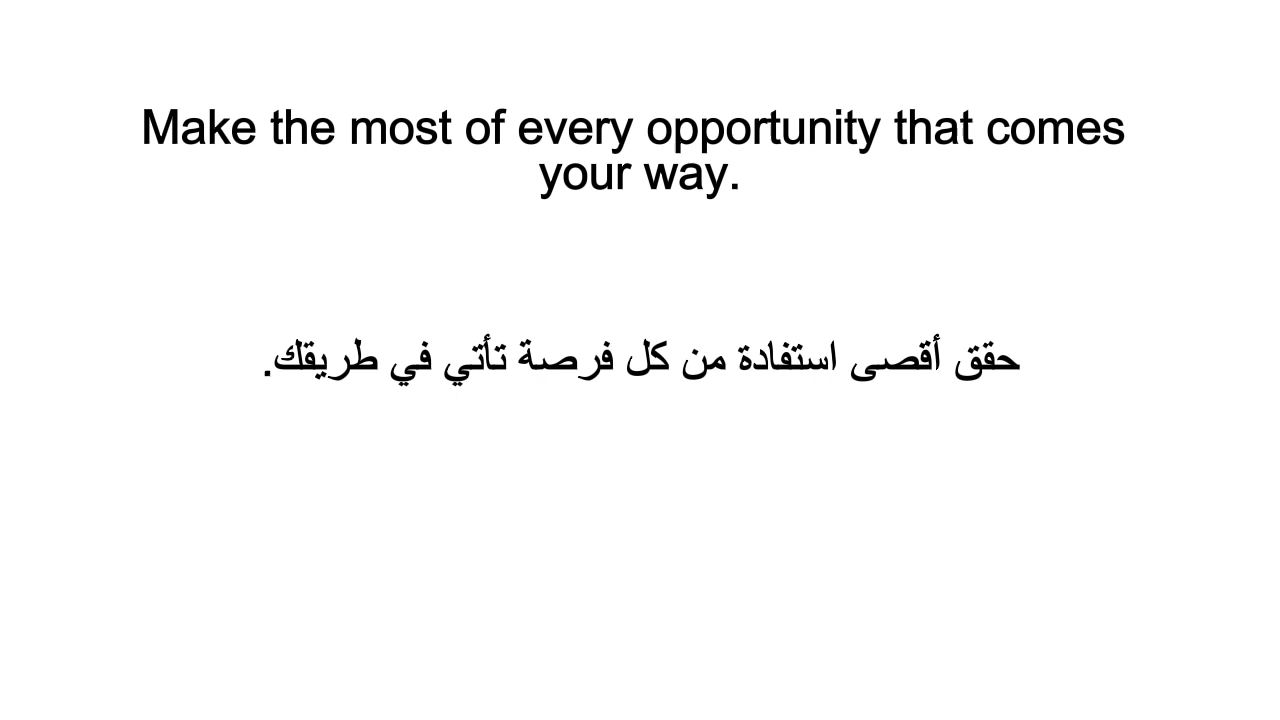 Make the most of every opportunity that comes
your way.
حقق أقصى استفادة من كل فرصة تأتي في طريقك.